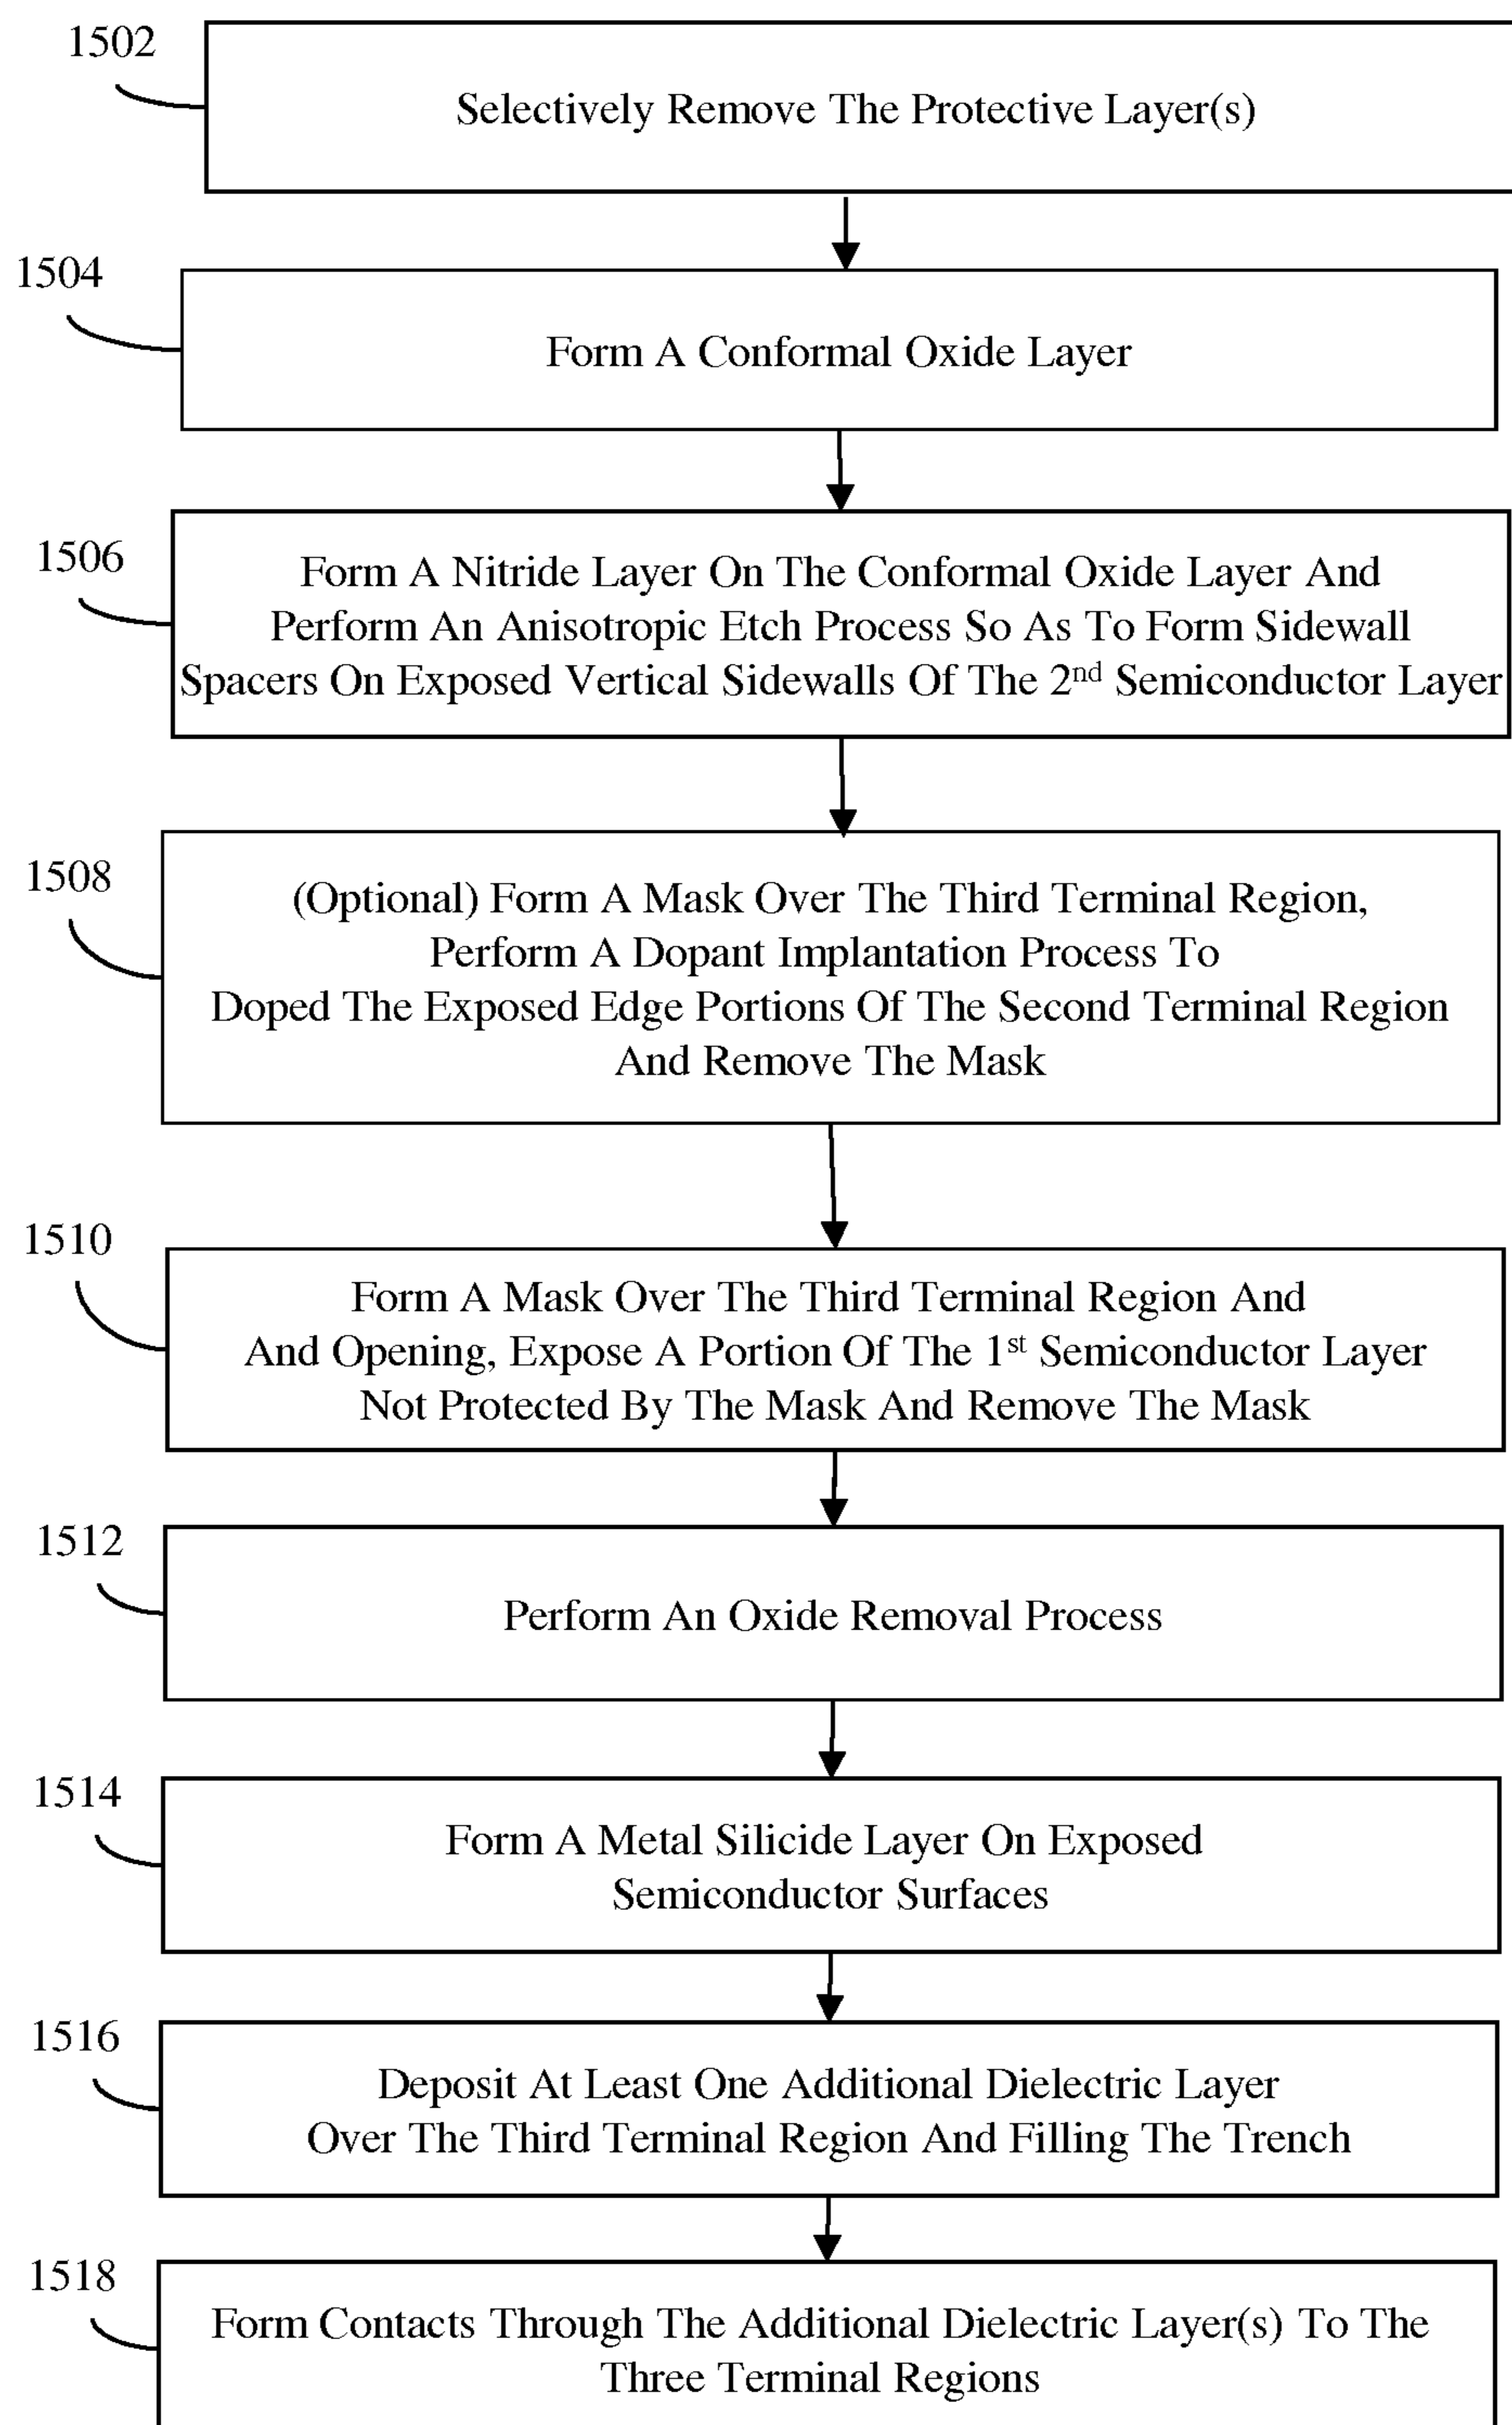 1502
Selectively Remove The Protective Layer(s)
1504
Form A Conformal Oxide Layer
1506
Form A Nitride Layer On The Conformal Oxide Layer And
Perform An Anisotropic Etch Process So As To Form Sidewall
Spacers On Exposed Vertical Sidewalls Of The 2nd Semiconductor Layer
1508
(Optional) Form A Mask Over The Third Terminal Region,
Perform A Dopant Implantation Process To
Doped The Exposed Edge Portions Of The Second Terminal Region
And Remove The Mask
1510
Form A Mask Over The Third Terminal Region And
And Opening, Expose A Portion Of The 1st Semiconductor Layer
Not Protected By The Mask And Remove The Mask
1512
Perform An Oxide Removal Process
1514
Form A Metal Silicide Layer On Exposed
Semiconductor Surfaces
1516
Deposit At Least One Additional Dielectric Layer
Over The Third Terminal Region And Filling The Trench
1518
Form Contacts Through The Additional Dielectric Layer(s) To The
Three Terminal Regions